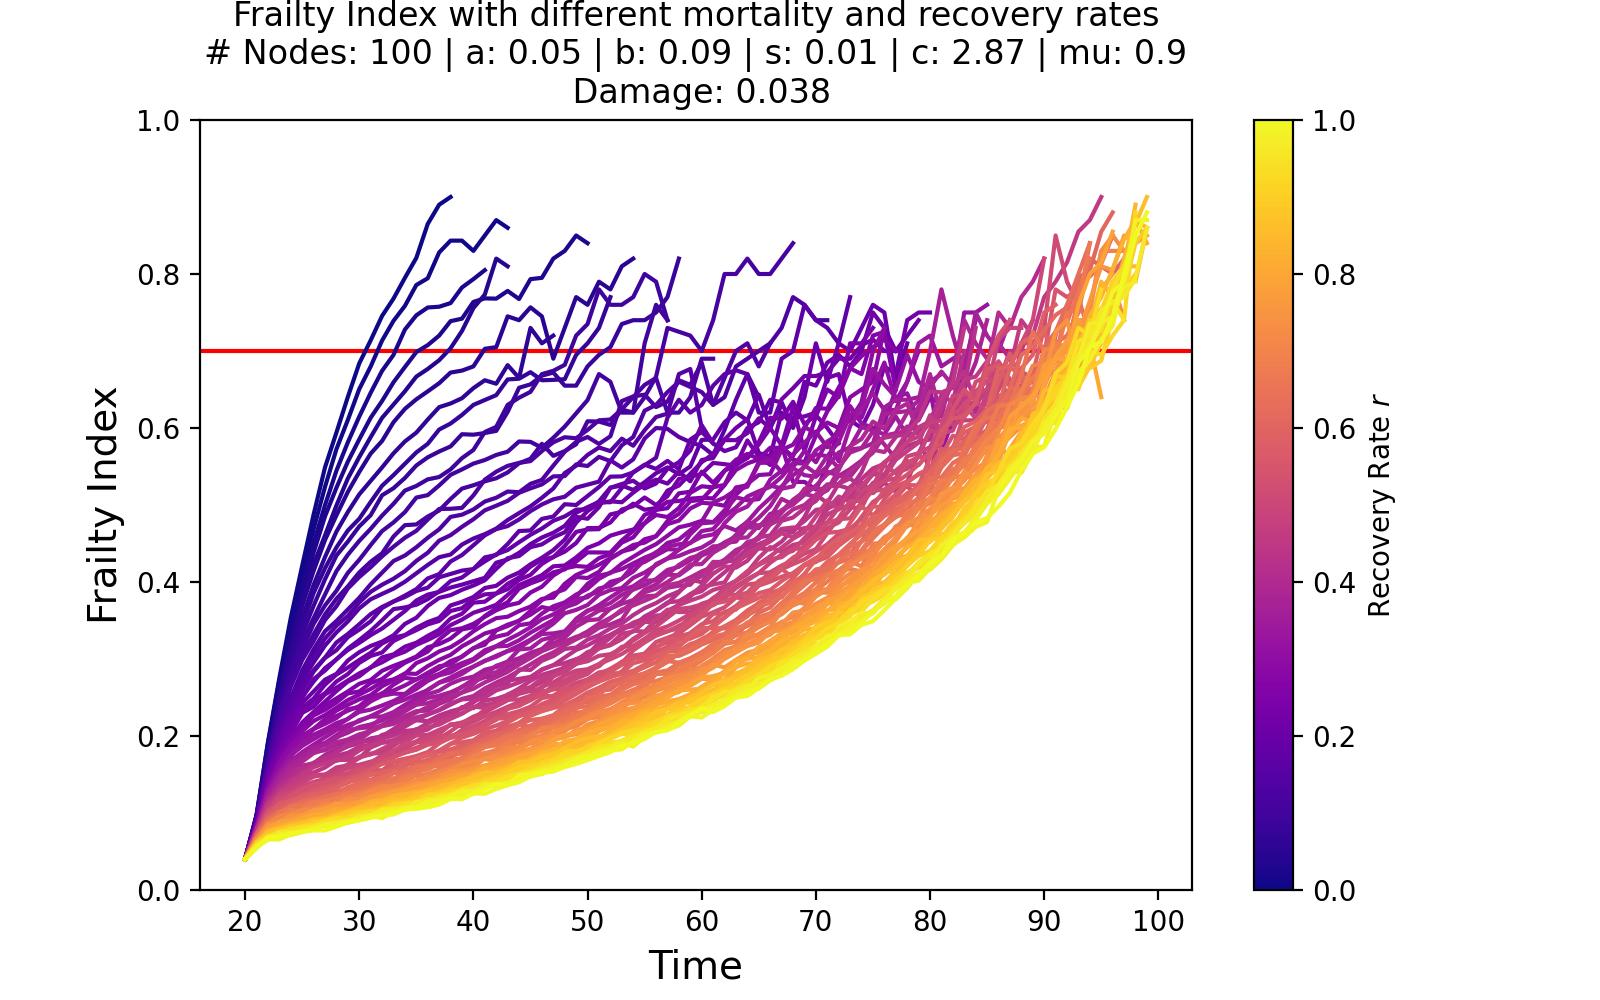 Frailty Index with different mortality and recovery rates
# Nodes: 100 | a: 0.05 | b: 0.09 | s: 0.01 | c: 2.87 | mu: 0.9
Damage: 0.038
1.0
0.8
0.6
0.4
0.2
0.0
Frailty Index
20 30 40 50 60 70 80 90 100
Time
1.0
0.8
0.6
0.4
0.2
0.0
Recovery Rate r